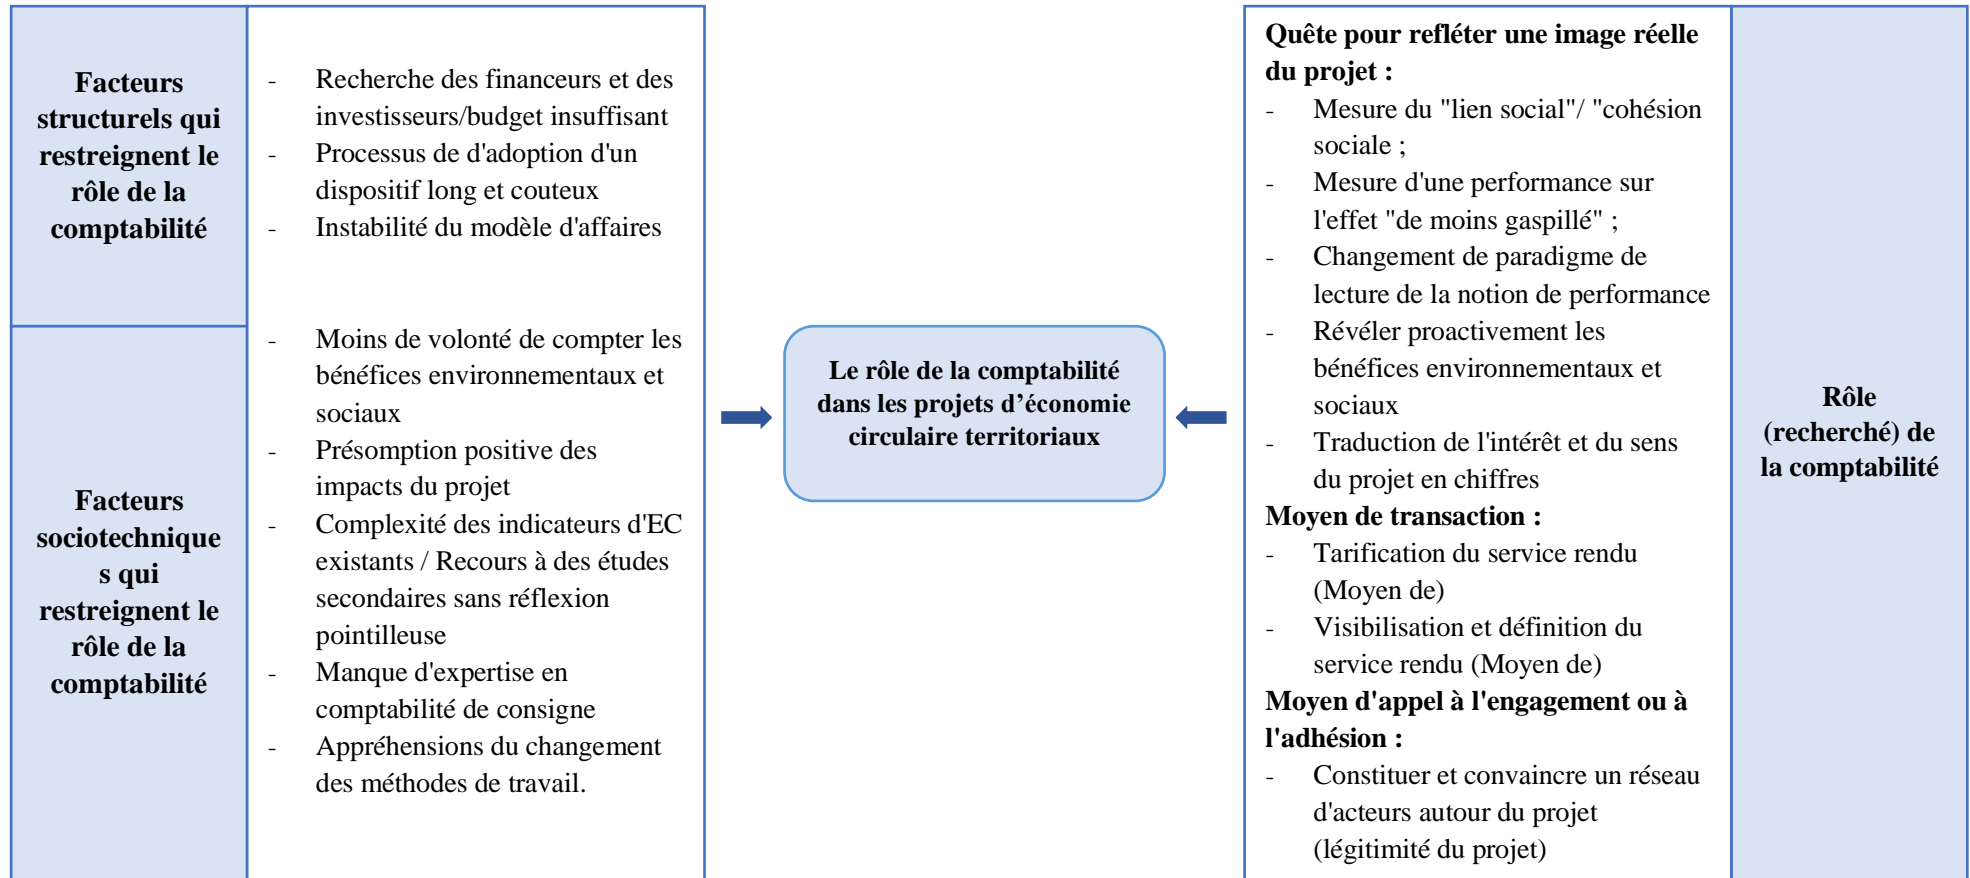 Facteurs
structurels qui
restreignent le
rôle de la
comptabilité
- Recherche des financeurs et des
investisseurs/budget insuffisant
- Processus de d'adoption d'un
dispositif long et couteux
- Instabilité du modèle d'affaires
Facteurs
sociotechnique
s qui
restreignent le
rôle de la
comptabilité
- Moins de volonté de compter les
bénéfices environnementaux et
sociaux
- Présomption positive des
impacts du projet
- Complexité des indicateurs d'EC
existants / Recours à des études
secondaires sans réflexion
pointilleuse
- Manque d'expertise en
comptabilité de consigne
- Appréhensions du changement
des méthodes de travail.
Le rôle de la comptabilité
dans les projets d’économie
circulaire territoriaux
Quête pour refléter une image réelle
du projet :
- Mesure du "lien social"/ "cohésion
sociale ;
- Mesure d'une performance sur
l'effet "de moins gaspillé" ;
- Changement de paradigme de
lecture de la notion de performance
- Révéler proactivement les
bénéfices environnementaux et
sociaux
- Traduction de l'intérêt et du sens
du projet en chiffres
Moyen de transaction :
- Tarification du service rendu
(Moyen de)
- Visibilisation et définition du
service rendu (Moyen de)
Moyen d'appel à l'engagement ou à
l'adhésion :
- Constituer et convaincre un réseau
d'acteurs autour du projet
(légitimité du projet)
Rôle
(recherché) de
la comptabilité